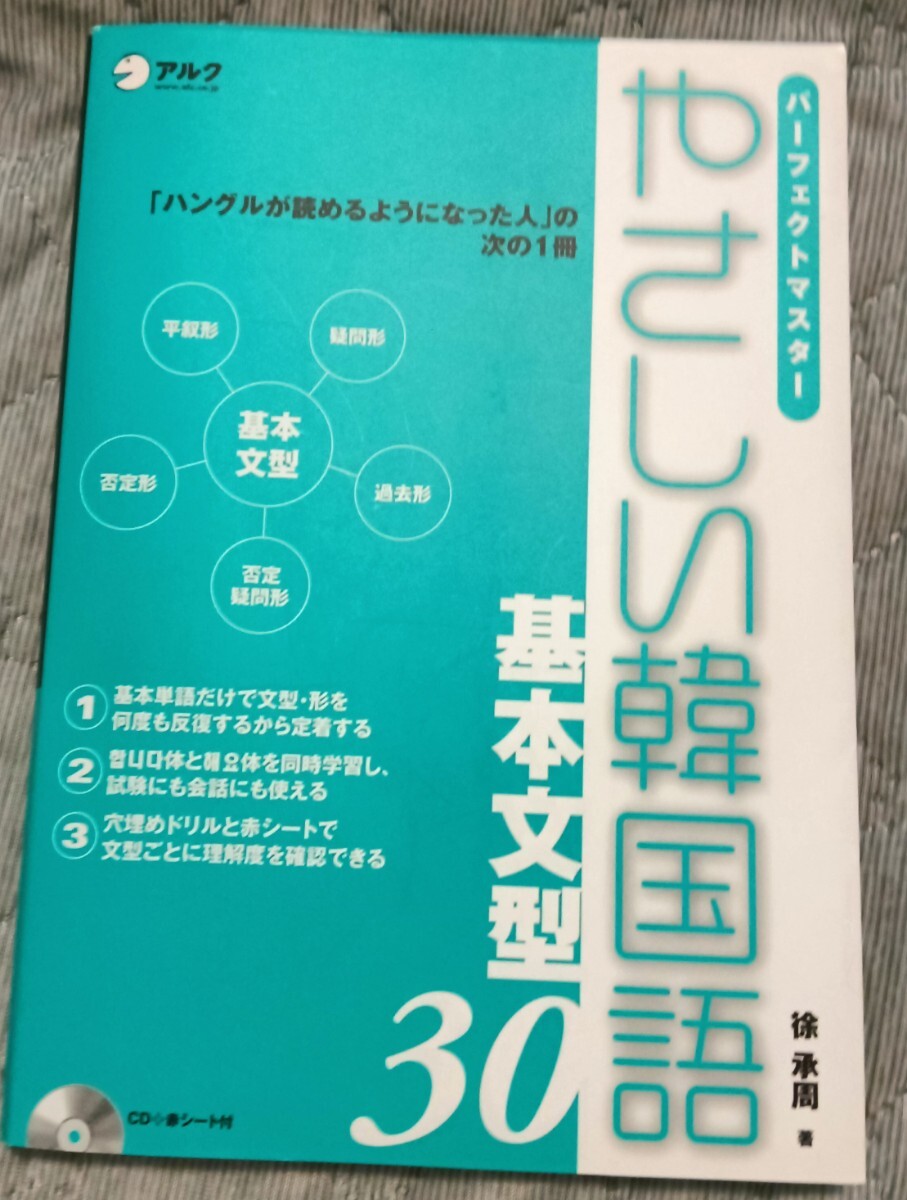 アルク
www.alc.co.jp
パーフェクトマスター
やさしい韓国語
基本文型
30
「ハングルが読めるようになった人」の
次の1冊
平叙形
疑問形
基本
文型
否定形
過去形
否定
疑問形
1 基本単語だけで文型・形を
何度も反復するから定着する
2 합니다体と해요体を同時学習し、
試験にも会話にも使える
3 穴埋めドリルと赤シートで
文型ごとに理解度を確認できる
徐 承周 著
CD+赤シート付